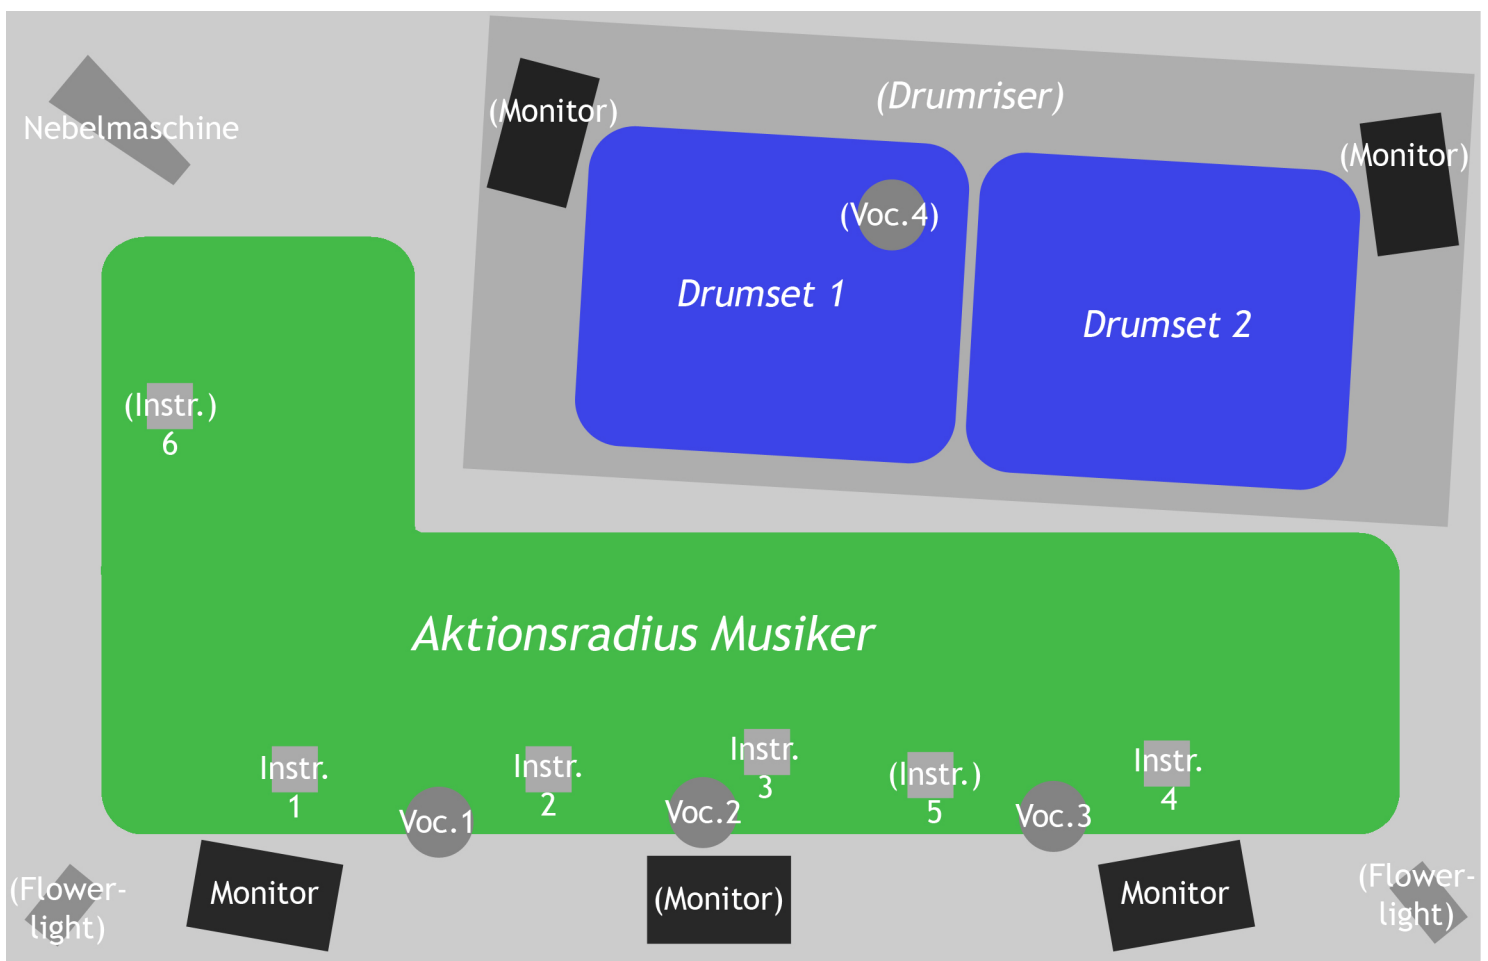 (Drumriser)
(Monitor)
Nebelmaschine
(Monitor)
(Voc.4)
Drumset 1
Drumset 2
(Instr.)
6
Aktionsradius Musiker
Instr.
1
Voc.1
Instr.
2
Voc.2
Instr.
3
(Instr.)
5
Voc.3
Instr.
4
(Flower-
light)
Monitor
(Monitor)
Monitor
(Flower-
light)